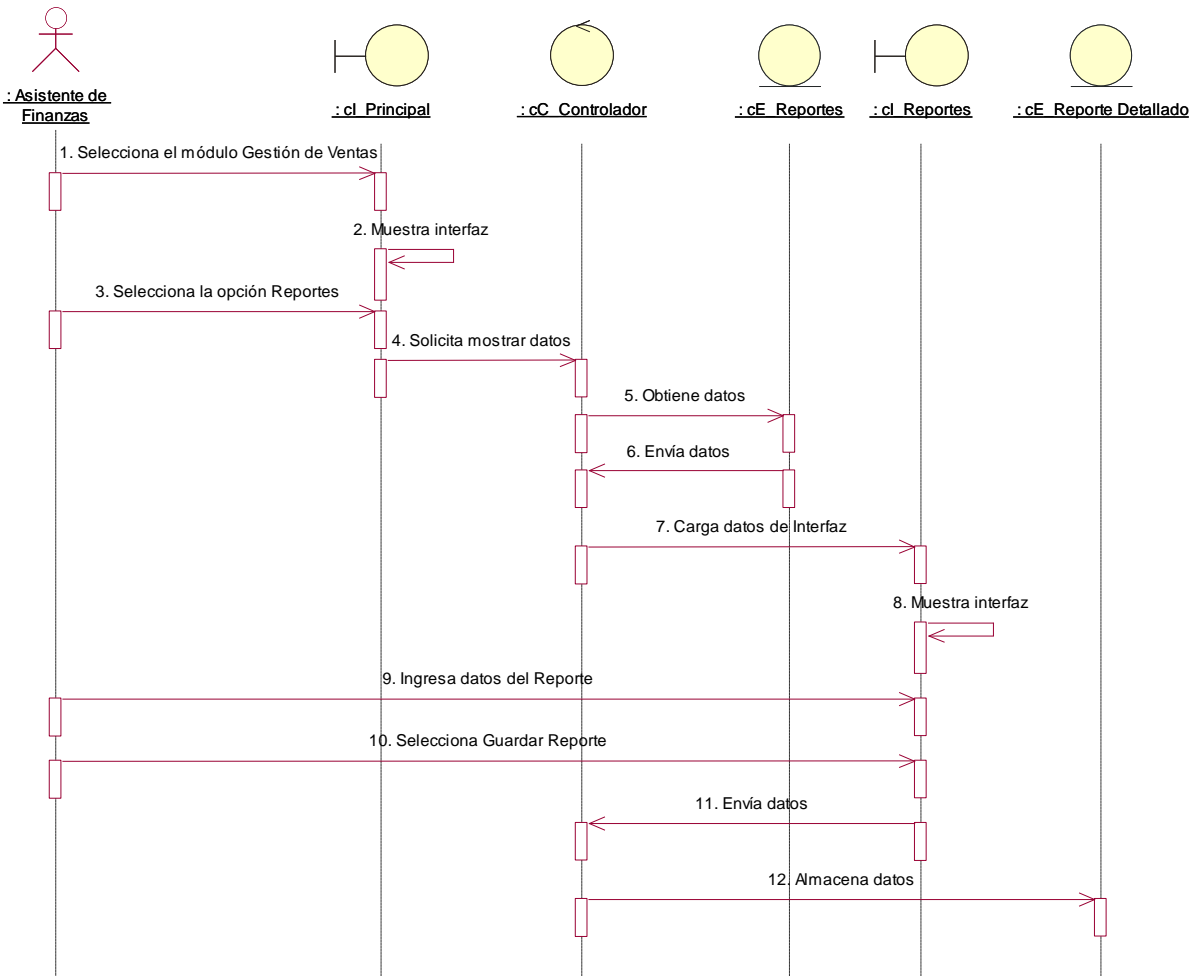 : Asistente de
Finanzas
: cI_Principal
: cC_Controlador
: cE_Reportes
: cI_Reportes
: cE_Reporte Detallado
1. Selecciona el módulo Gestión de Ventas
2. Muestra interfaz
3. Selecciona la opción Reportes
4. Solicita mostrar datos
5. Obtiene datos
6. Envía datos
7. Carga datos de Interfaz
8. Muestra interfaz
9. Ingresa datos del Reporte
10. Selecciona Guardar Reporte
11. Envía datos
12. Almacena datos